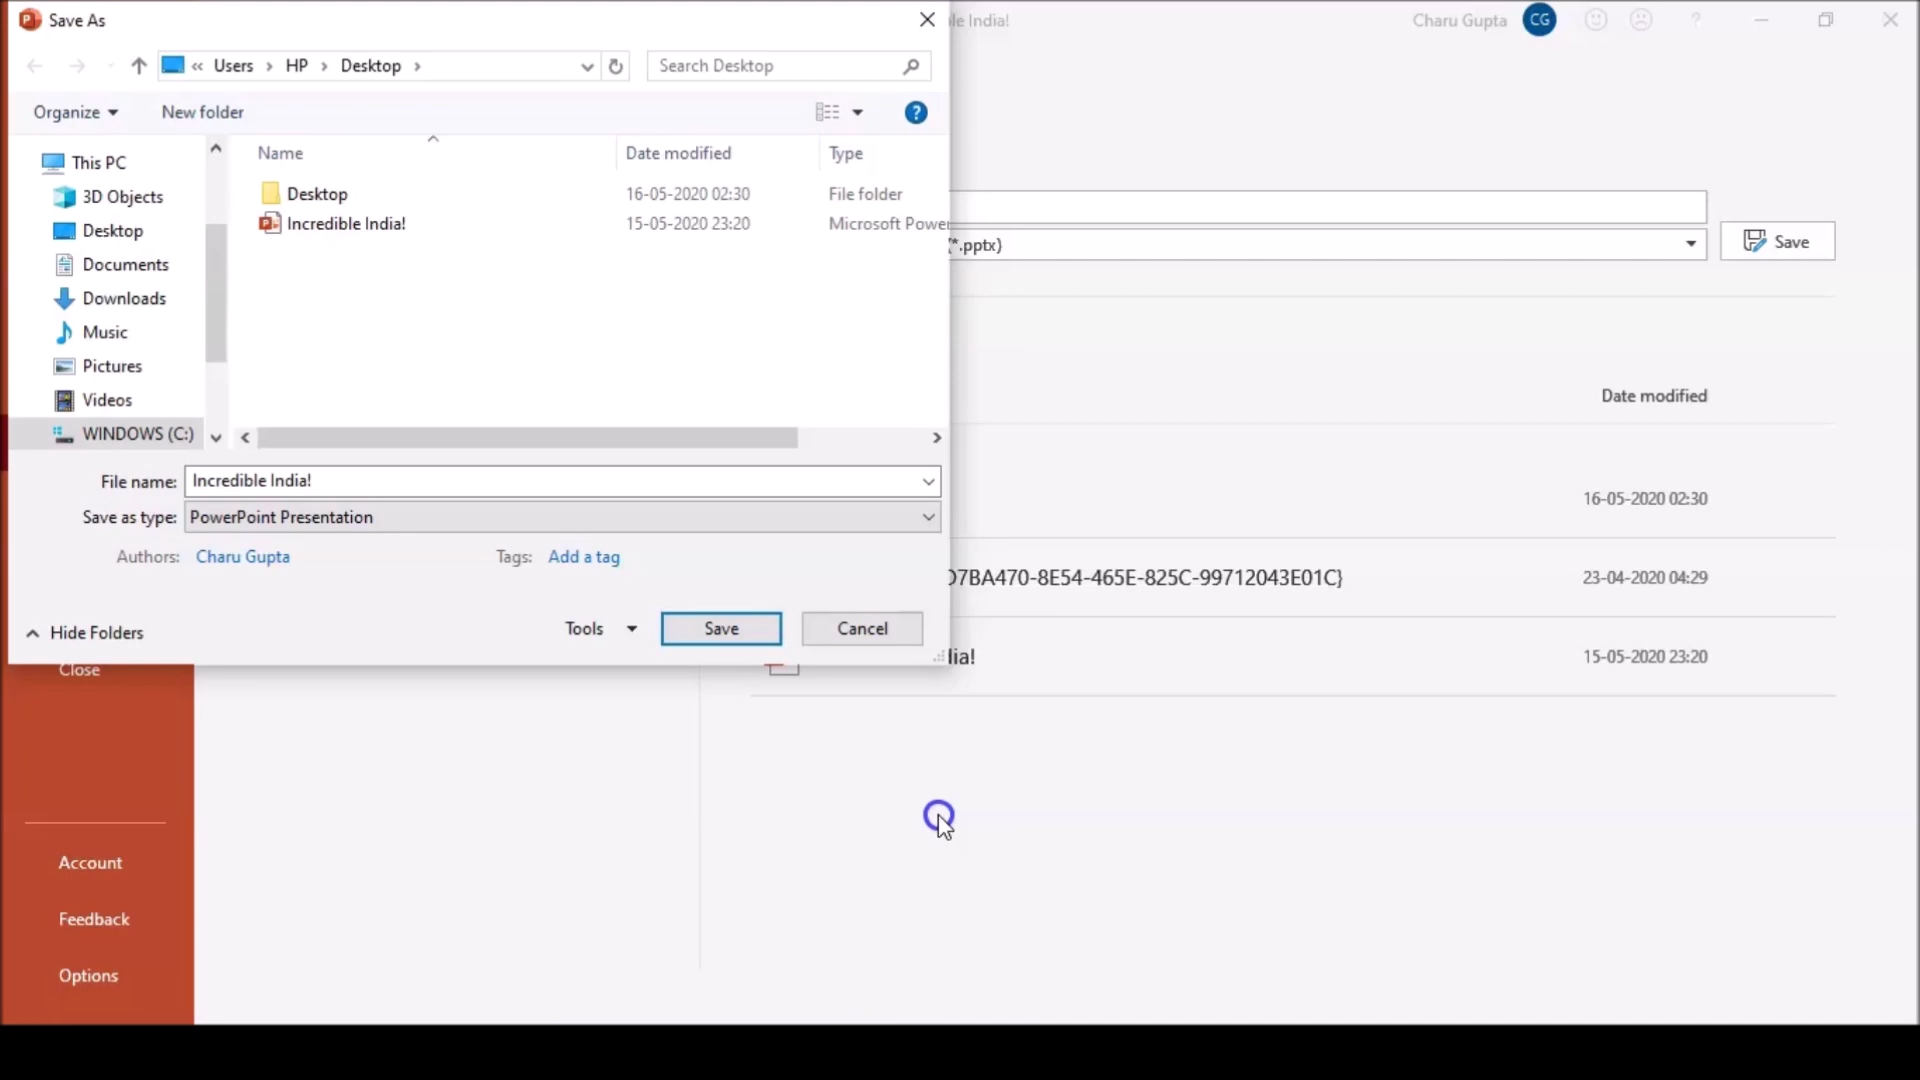 Save As
le India!
Charu Gupta CG
?
« Users › HP › Desktop ›
Search Desktop
Organize
New folder
?
Name Date modified Type
This PC
3D Objects
Desktop
Documents
Downloads
Music
Pictures
Videos
WINDOWS (C:)
Desktop 16-05-2020 02:30 File folder
Incredible India! 15-05-2020 23:20 Microsoft Power
(*.pptx)
Save
Date modified
File name: Incredible India!
Save as type: PowerPoint Presentation
Authors: Charu Gupta Tags: Add a tag
Hide Folders
Tools
Save
Cancel
16-05-2020 02:30
D7BA470-8E54-465E-825C-99712043E01C} 23-04-2020 04:29
dia! 15-05-2020 23:20
Close
Account
Feedback
Options